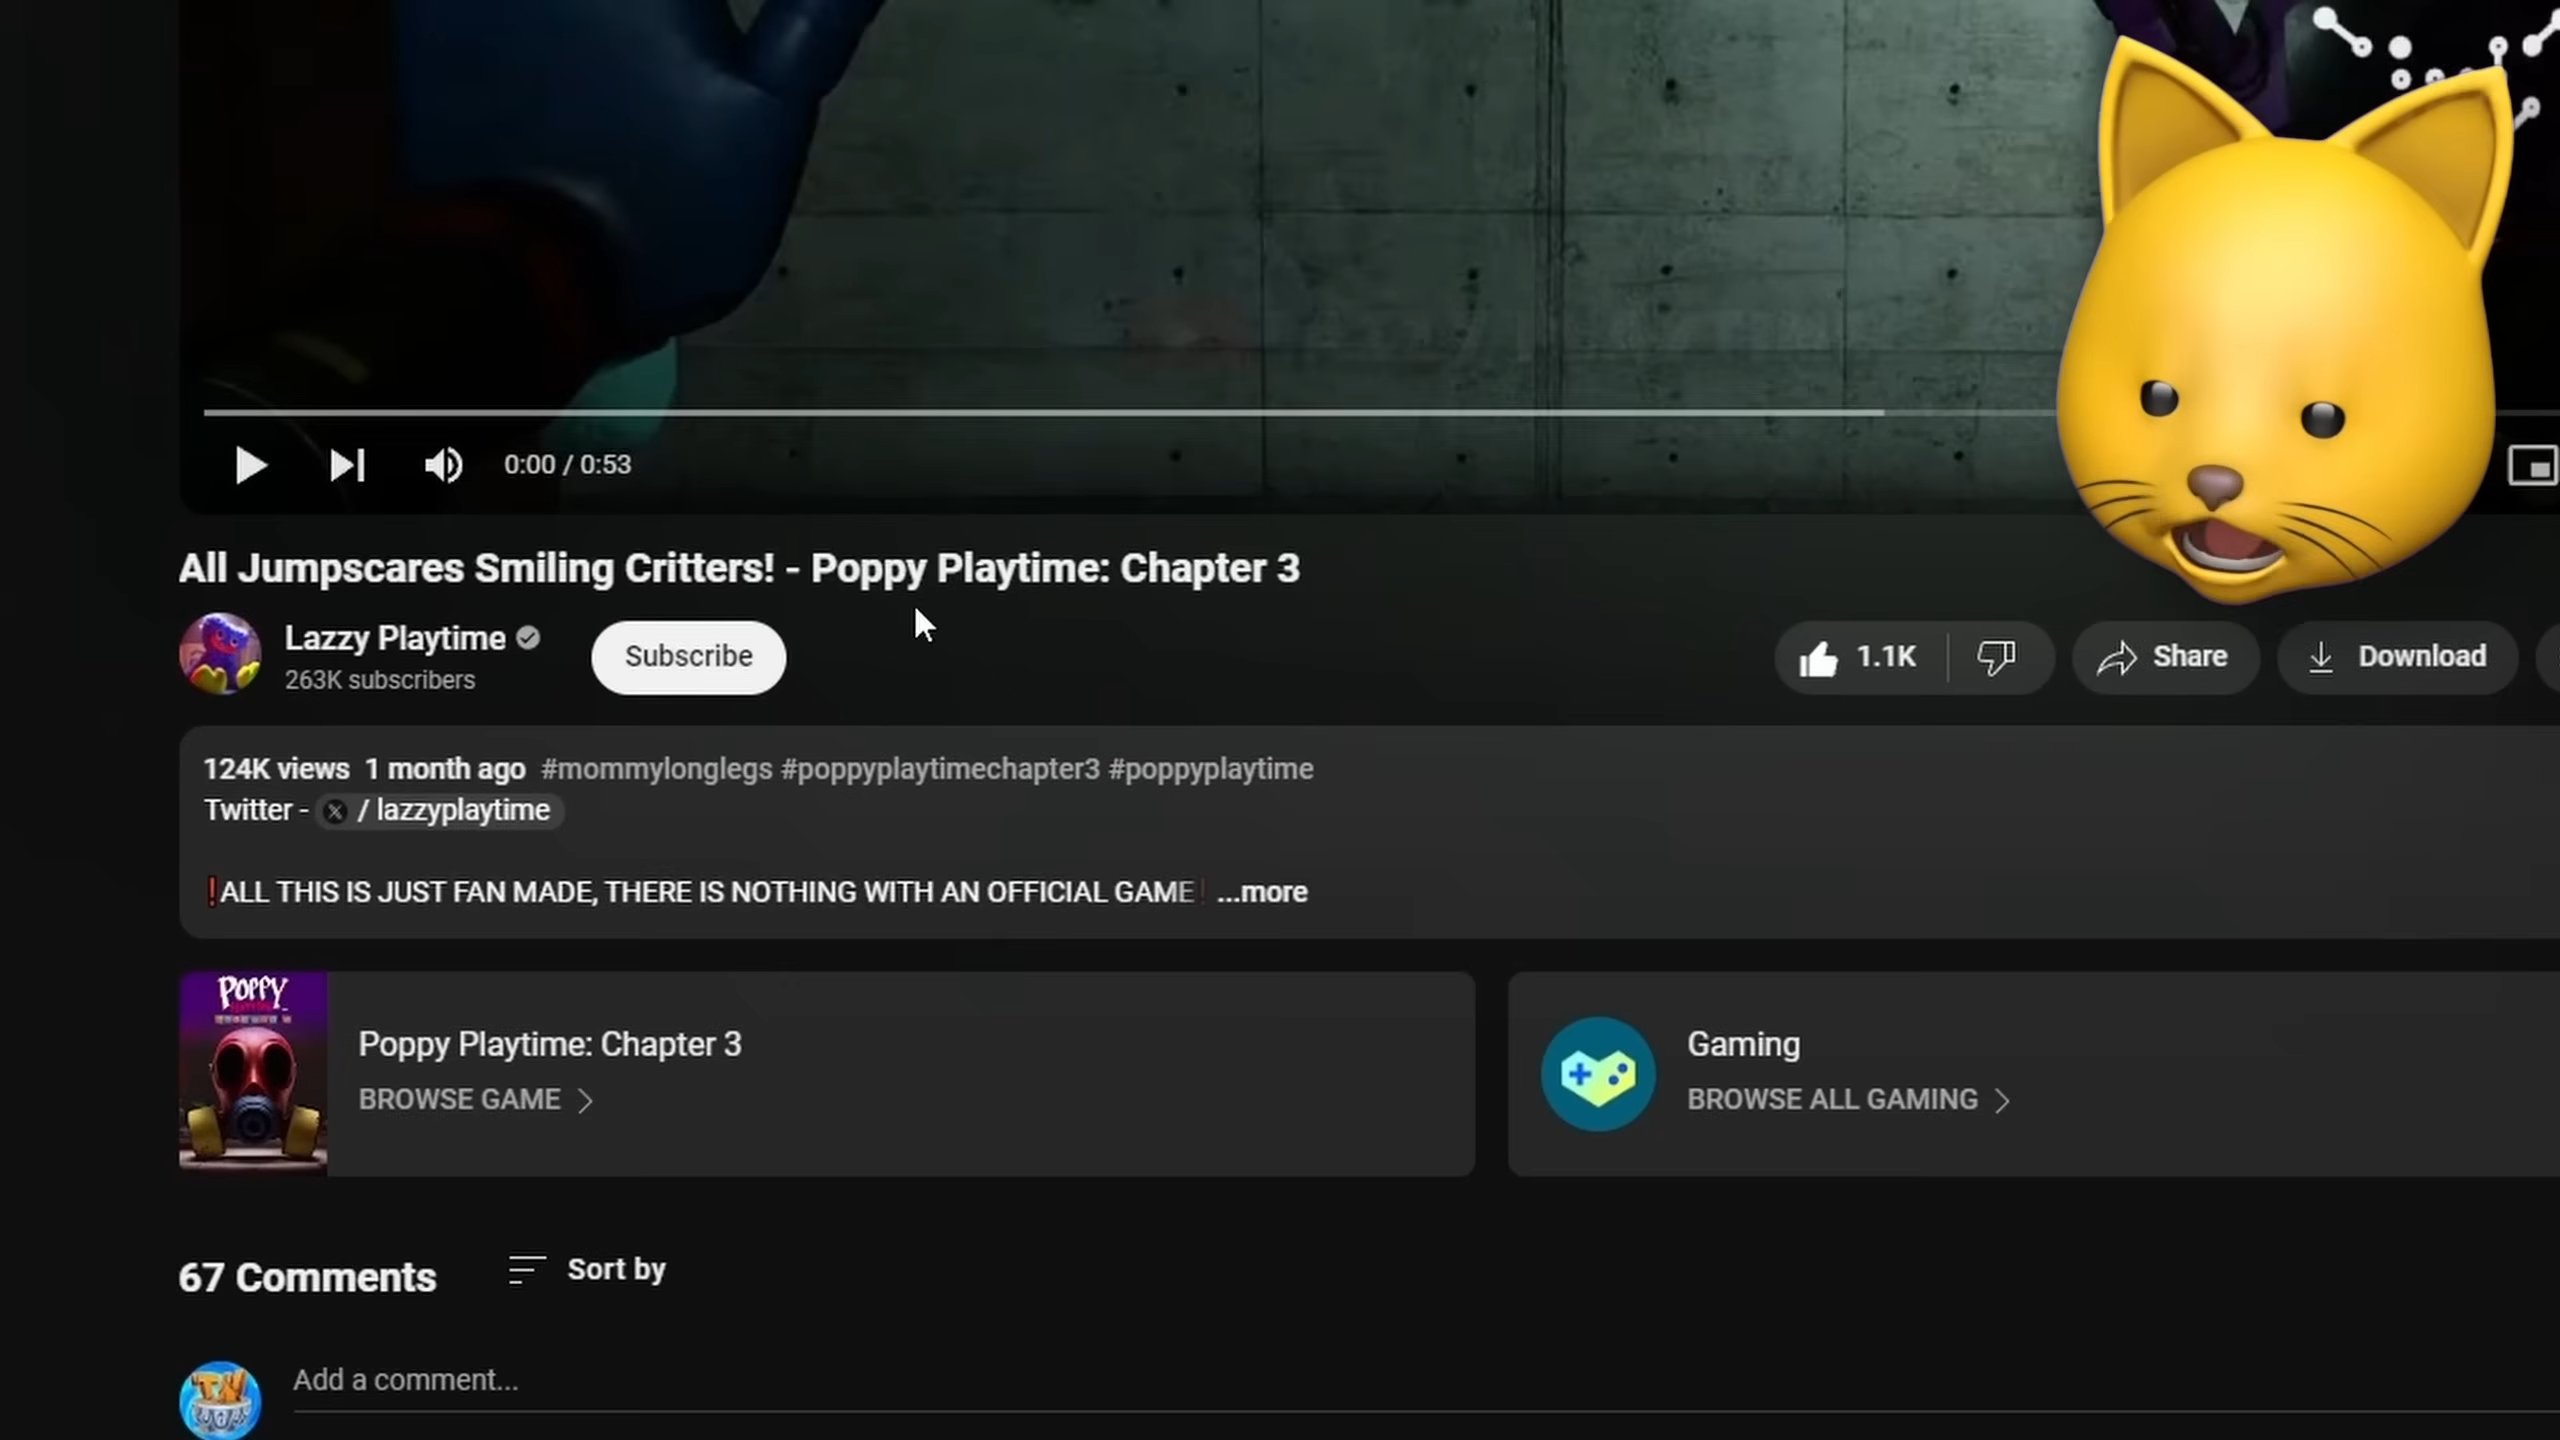 0:00 / 0:53
All Jumpscares Smiling Critters! - Poppy Playtime: Chapter 3
Lazzy Playtime
263K subscribers
Subscribe
1.1K
Share
Download
124K views 1 month ago #mommylonglegs #poppyplaytimechapter3 #poppyplaytime
Twitter - / lazzyplaytime
❗ALL THIS IS JUST FAN MADE, THERE IS NOTHING WITH AN OFFICIAL GAME❗ ...more
POPPY
Poppy Playtime: Chapter 3
BROWSE GAME
Gaming
BROWSE ALL GAMING
67 Comments
Sort by
Add a comment...